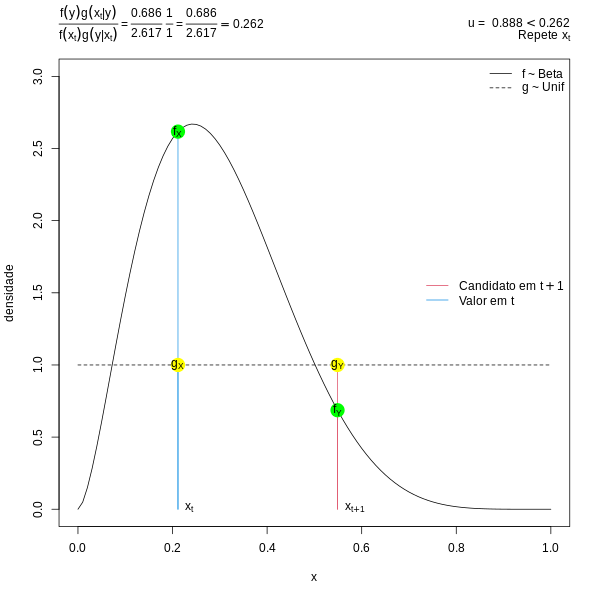 f(y)g(xₜ|y) / f(xₜ)g(y|xₜ) = 0.686 / 2.617 1 / 1 = 0.686 / 2.617 = 0.262
u = 0.888 < 0.262
Repete xₜ
f ~ Beta
g ~ Unif
Candidato em t + 1
Valor em t
fX
gX
gY
fY
xₜ
xₜ₊₁
densidade
3.0
2.5
2.0
1.5
1.0
0.5
0.0
0.0 0.2 0.4 0.6 0.8 1.0
x